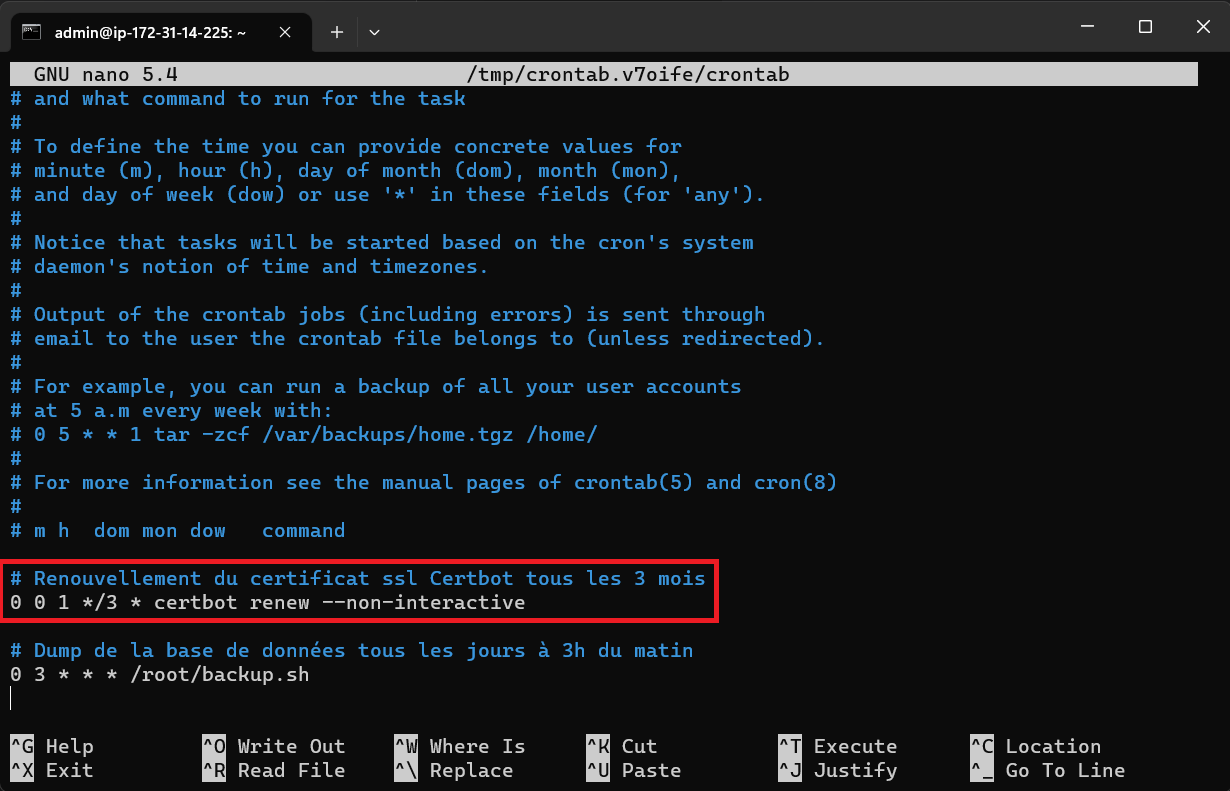 admin@ip-172-31-14-225: ~
GNU nano 5.4 /tmp/crontab.v7oife/crontab
# and what command to run for the task
#
# To define the time you can provide concrete values for
# minute (m), hour (h), day of month (dom), month (mon),
# and day of week (dow) or use '*' in these fields (for 'any').
#
# Notice that tasks will be started based on the cron's system
# daemon's notion of time and timezones.
#
# Output of the crontab jobs (including errors) is sent through
# email to the user the crontab file belongs to (unless redirected).
#
# For example, you can run a backup of all your user accounts
# at 5 a.m every week with:
# 0 5 * * 1 tar -zcf /var/backups/home.tgz /home/
#
# For more information see the manual pages of crontab(5) and cron(8)
#
# m h  dom mon dow   command
# Renouvellement du certificat ssl Certbot tous les 3 mois
0 0 1 */3 * certbot renew --non-interactive
# Dump de la base de données tous les jours à 3h du matin
0 3 * * * /root/backup.sh
^G Help ^O Write Out ^W Where Is ^K Cut ^T Execute ^C Location
^X Exit ^R Read File ^\ Replace ^U Paste ^J Justify ^_ Go To Line